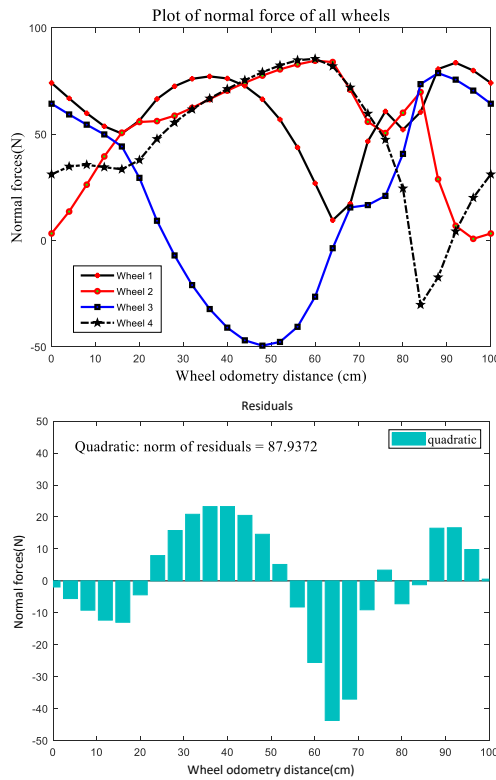 Plot of normal force of all wheels
100
50
0
-50
Normal forces(N)
Wheel 1
Wheel 2
Wheel 3
Wheel 4
0 10 20 30 40 50 60 70 80 90 100
Wheel odometry distance (cm)
Residuals
50
40
30
20
10
0
-10
-20
-30
-40
-50
Normal forces(N)
Quadratic: norm of residuals = 87.9372
quadratic
0 10 20 30 40 50 60 70 80 90 100
Wheel odometry distance(cm)